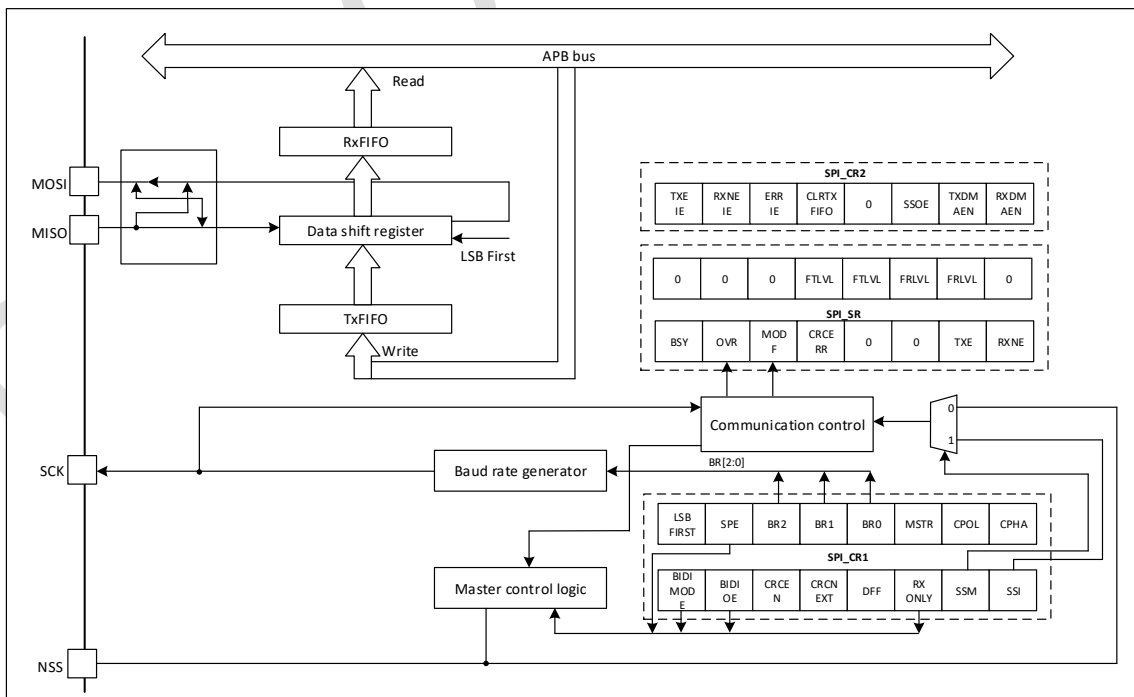 APB bus
Read
RxFIFO
MOSI
MISO
Data shift register
LSB First
TxFIFO
Write
SPI_CR2
TXE IE
RXNE IE
ERR IE
CLRTX FIFO
0
SSOE
TXDM AEN
RXDM AEN
0
0
0
FTLVL
FTLVL
FRLVL
FRLVL
0
SPI_SR
BSY
OVR
MOD F
CRCE RR
0
0
TXE
RXNE
Communication control
0
1
SCK
Baud rate generator
BR[2:0]
LSB FIRST
SPE
BR2
BR1
BR0
MSTR
CPOL
CPHA
SPI_CR1
Master control logic
BIDI MOD E
BIDI OE
CRCE N
CRCN EXT
DFF
RX ONLY
SSM
SSI
NSS